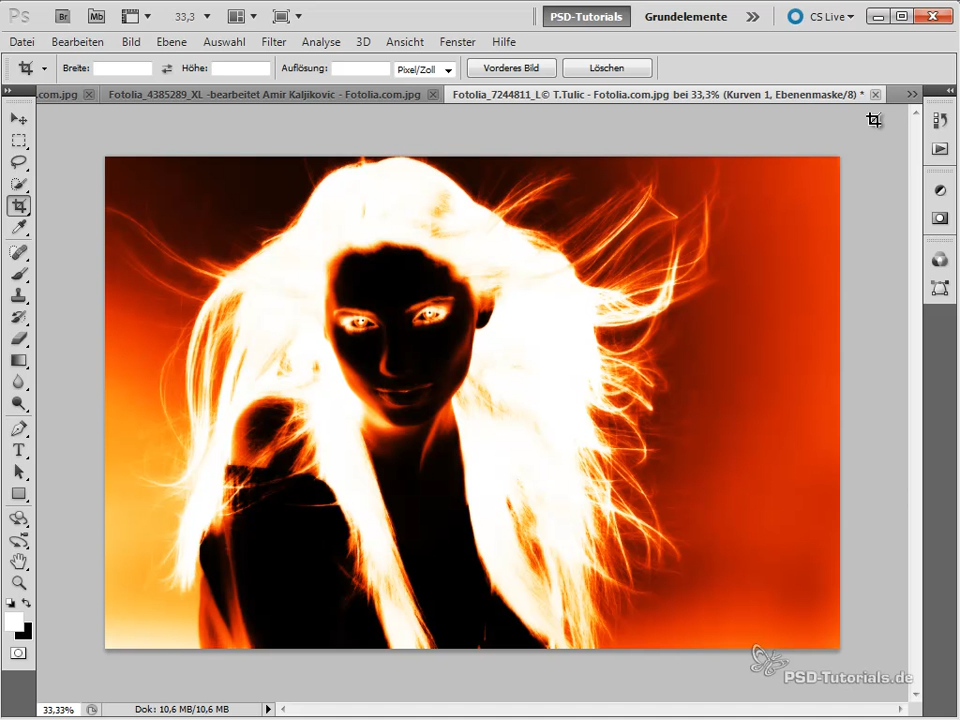 Ps Br Mb 33,3 PSD-Tutorials Grundelemente CS Live
Datei Bearbeiten Bild Ebene Auswahl Filter Analyse 3D Ansicht Fenster Hilfe
Breite: Höhe: Auflösung: Pixel/Zoll Vorderes Bild Löschen
com.jpg Fotolia_4385289_XL -bearbeitet Amir Kaljikovic - Fotolia.com.jpg Fotolia_7244811_L© T.Tulic - Fotolia.com.jpg bei 33,3% (Kurven 1, Ebenenmaske/8) *
T
PSD-Tutorials.de
33,33% Dok: 10,6 MB/10,6 MB